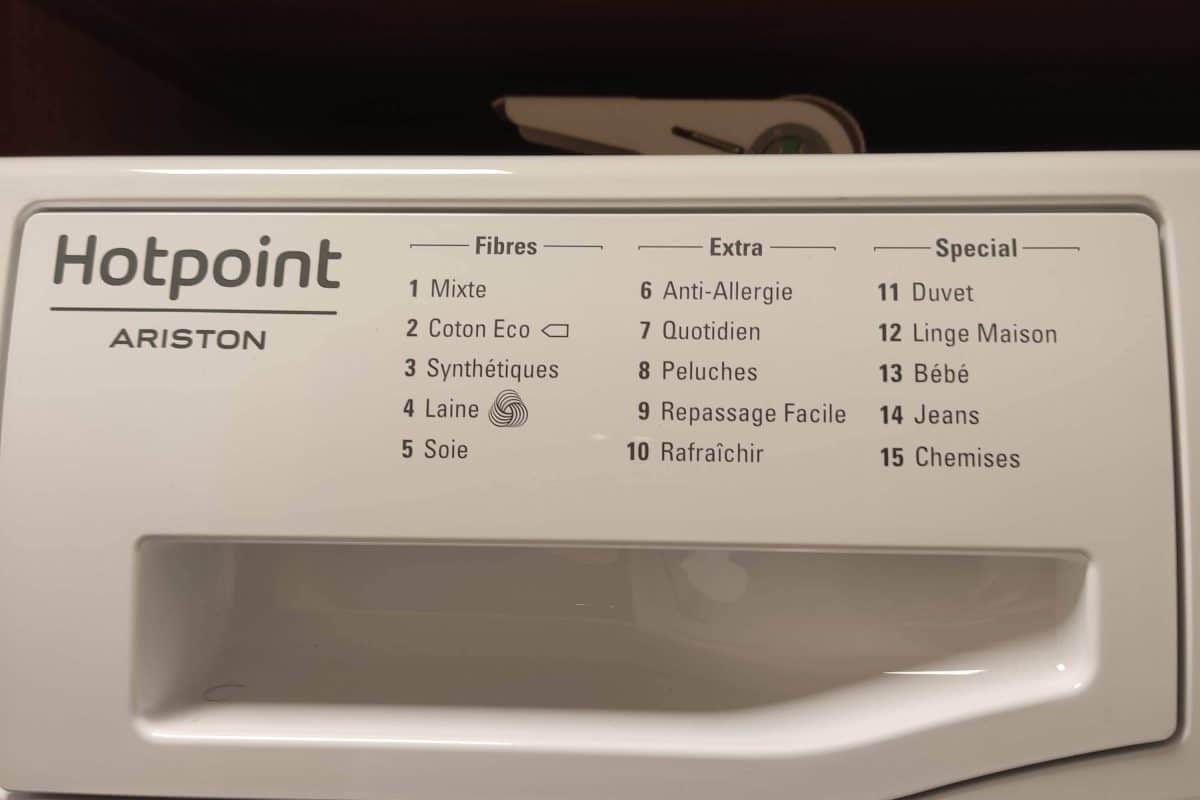 Hotpoint
ARISTON
Fibres
1 Mixte
2 Coton Eco
3 Synthétiques
4 Laine
5 Soie
Extra
6 Anti-Allergie
7 Quotidien
8 Peluches
9 Repassage Facile
10 Rafraîchir
Special
11 Duvet
12 Linge Maison
13 Bébé
14 Jeans
15 Chemises